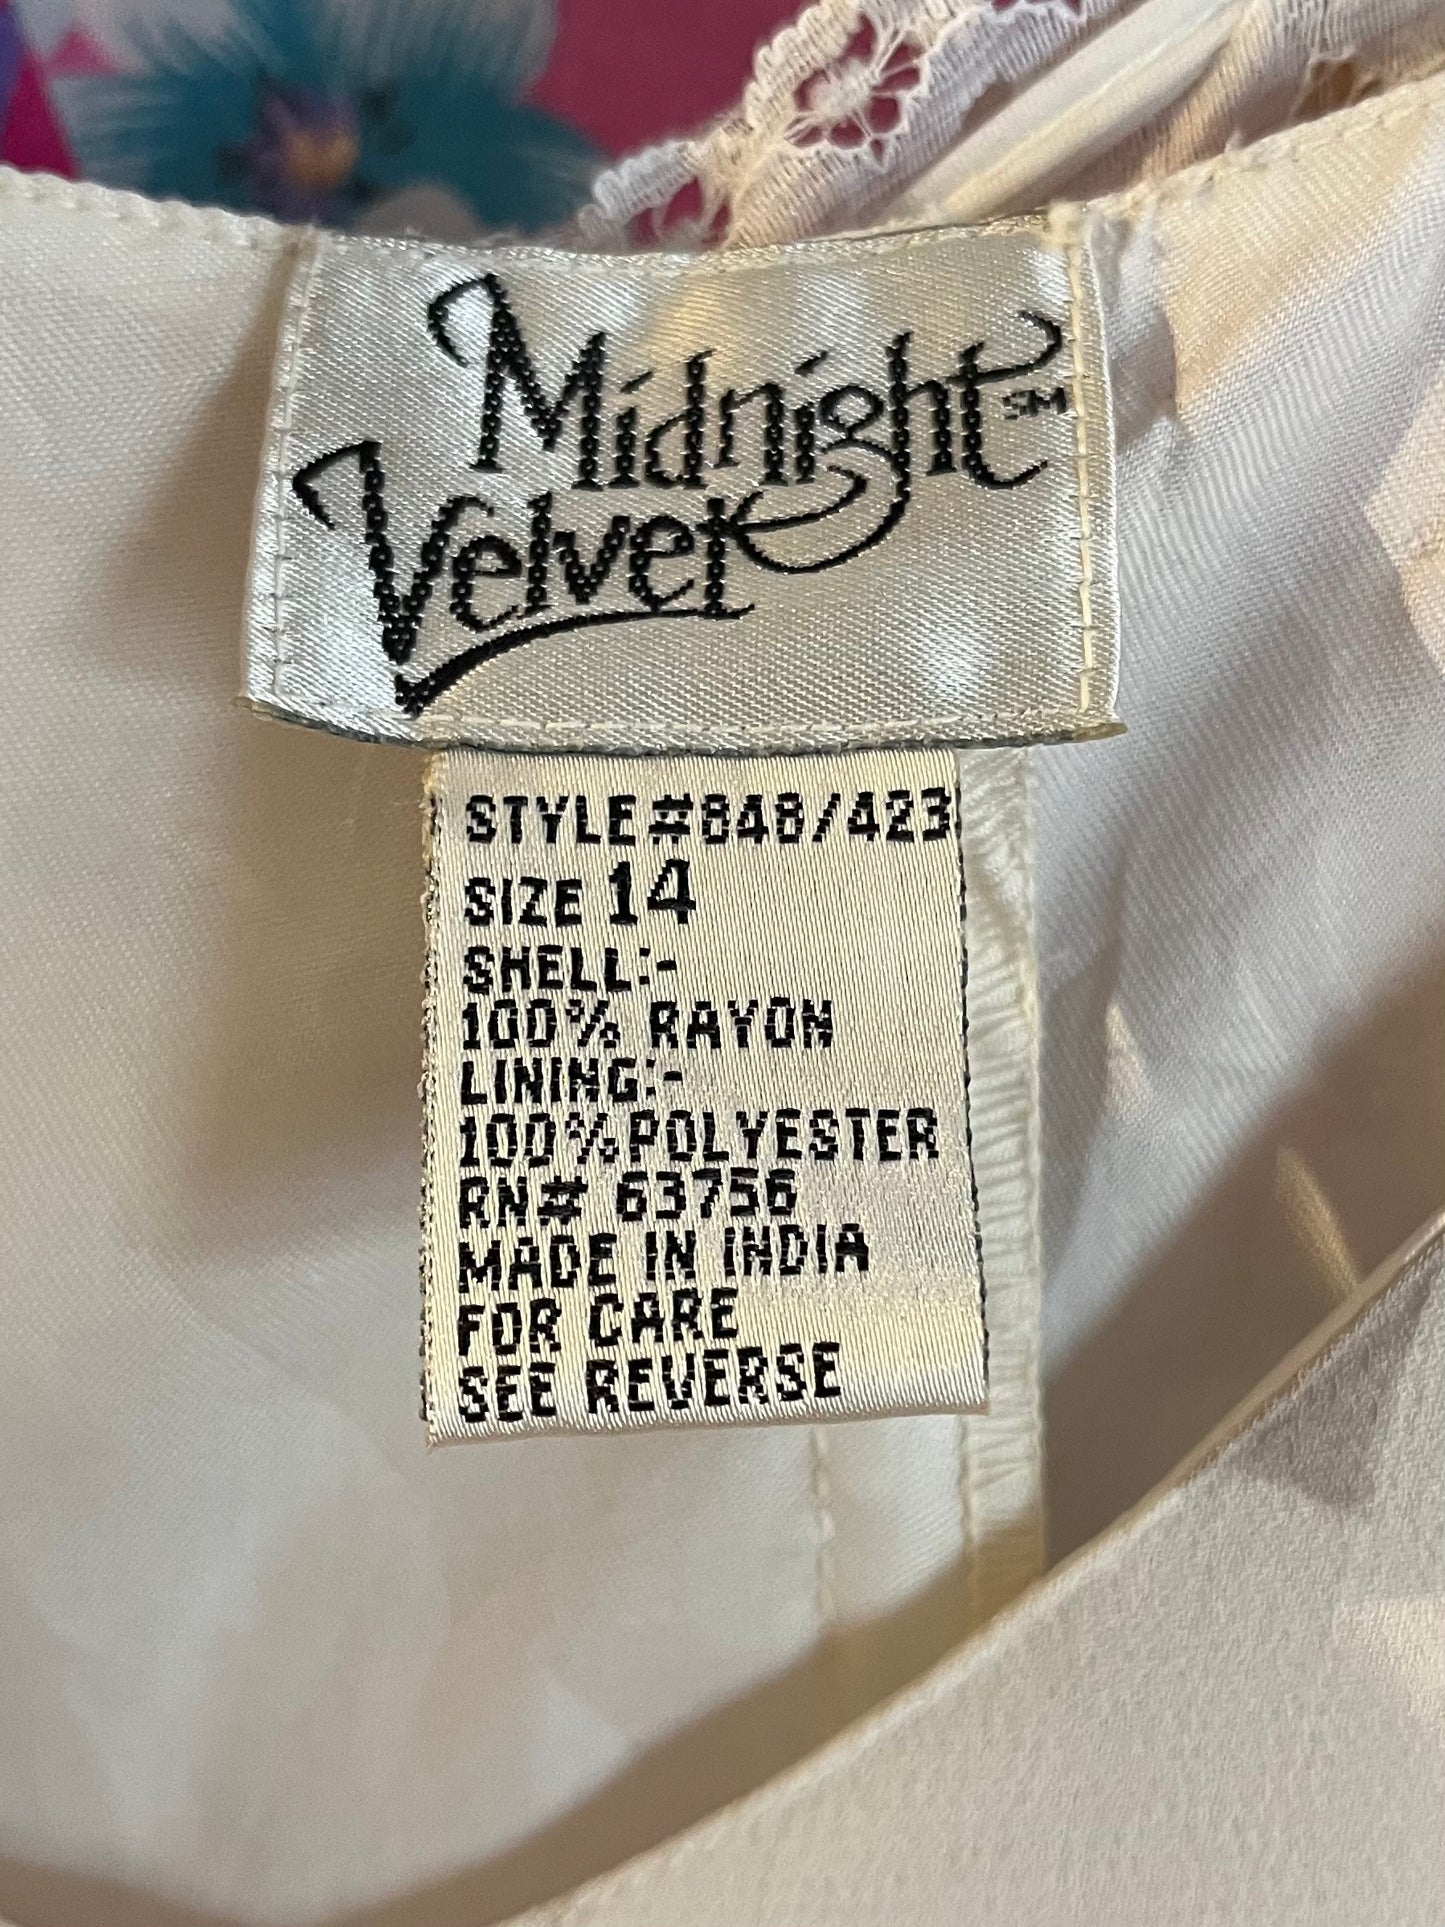 Midnight SM
Velvet
STYLE#848/423
SIZE 14
SHELL:-
100% RAYON
LINING:-
100% POLYESTER
RN# 63756
MADE IN INDIA
FOR CARE
SEE REVERSE